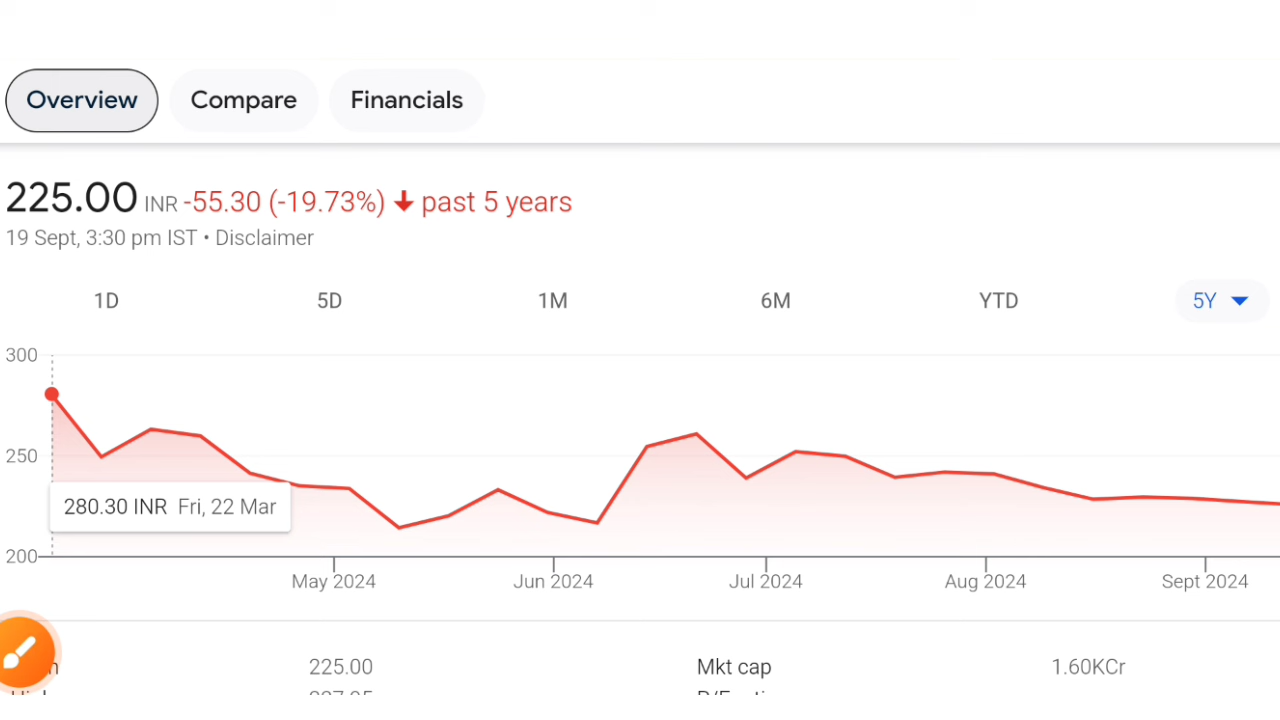 Overview Compare Financials
225.00 INR -55.30 (-19.73%) ↓ past 5 years
19 Sept, 3:30 pm IST • Disclaimer
1D 5D 1M 6M YTD 5Y
300
250
280.30 INR Fri, 22 Mar
200
May 2024 Jun 2024 Jul 2024 Aug 2024 Sept 2024
225.00 Mkt cap 1.60KCr